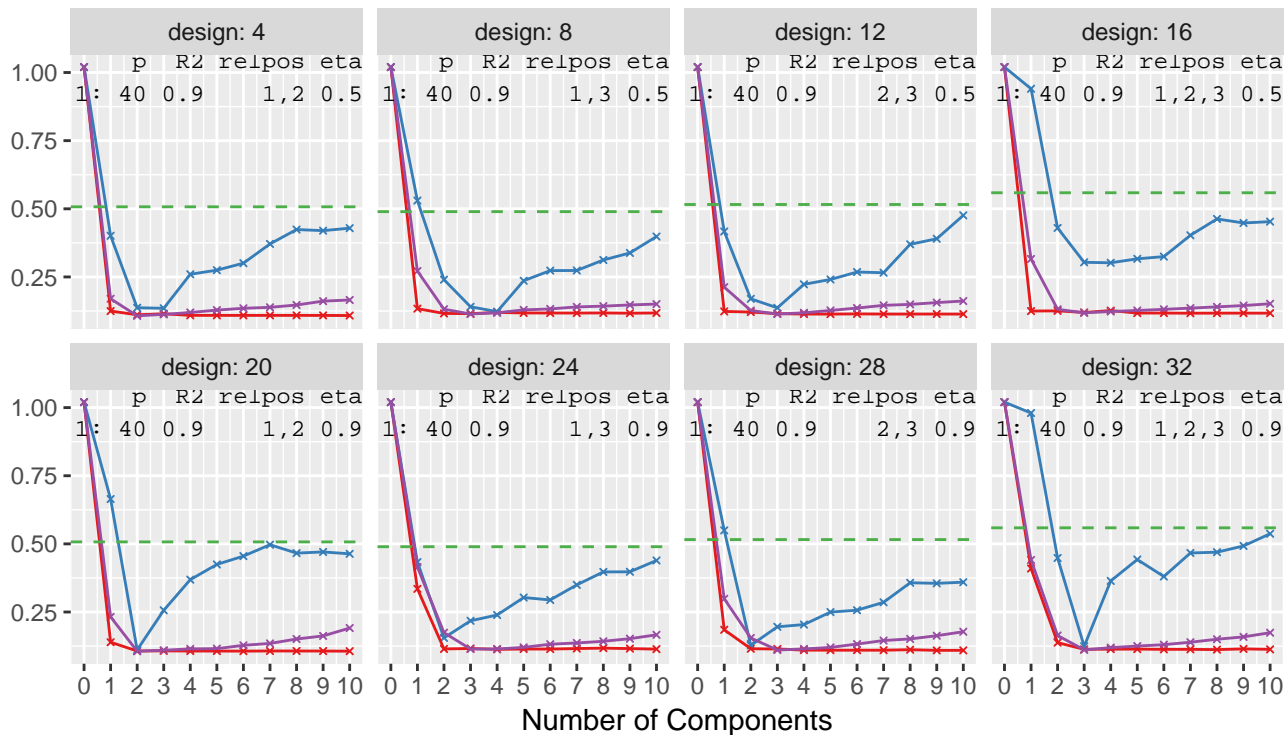 design: 4
design: 8
design: 12
design: 16
p R2 relpos eta
1: 40 0.9 1,2 0.5
p R2 relpos eta
1: 40 0.9 1,3 0.5
p R2 relpos eta
1: 40 0.9 2,3 0.5
p R2 relpos eta
1: 40 0.9 1,2,3 0.5
1.00
0.75
0.50
0.25
design: 20
design: 24
design: 28
design: 32
p R2 relpos eta
1: 40 0.9 1,2 0.9
p R2 relpos eta
1: 40 0.9 1,3 0.9
p R2 relpos eta
1: 40 0.9 2,3 0.9
p R2 relpos eta
1: 40 0.9 1,2,3 0.9
1.00
0.75
0.50
0.25
0 1 2 3 4 5 6 7 8 9 10
0 1 2 3 4 5 6 7 8 9 10
0 1 2 3 4 5 6 7 8 9 10
0 1 2 3 4 5 6 7 8 9 10
Number of Components